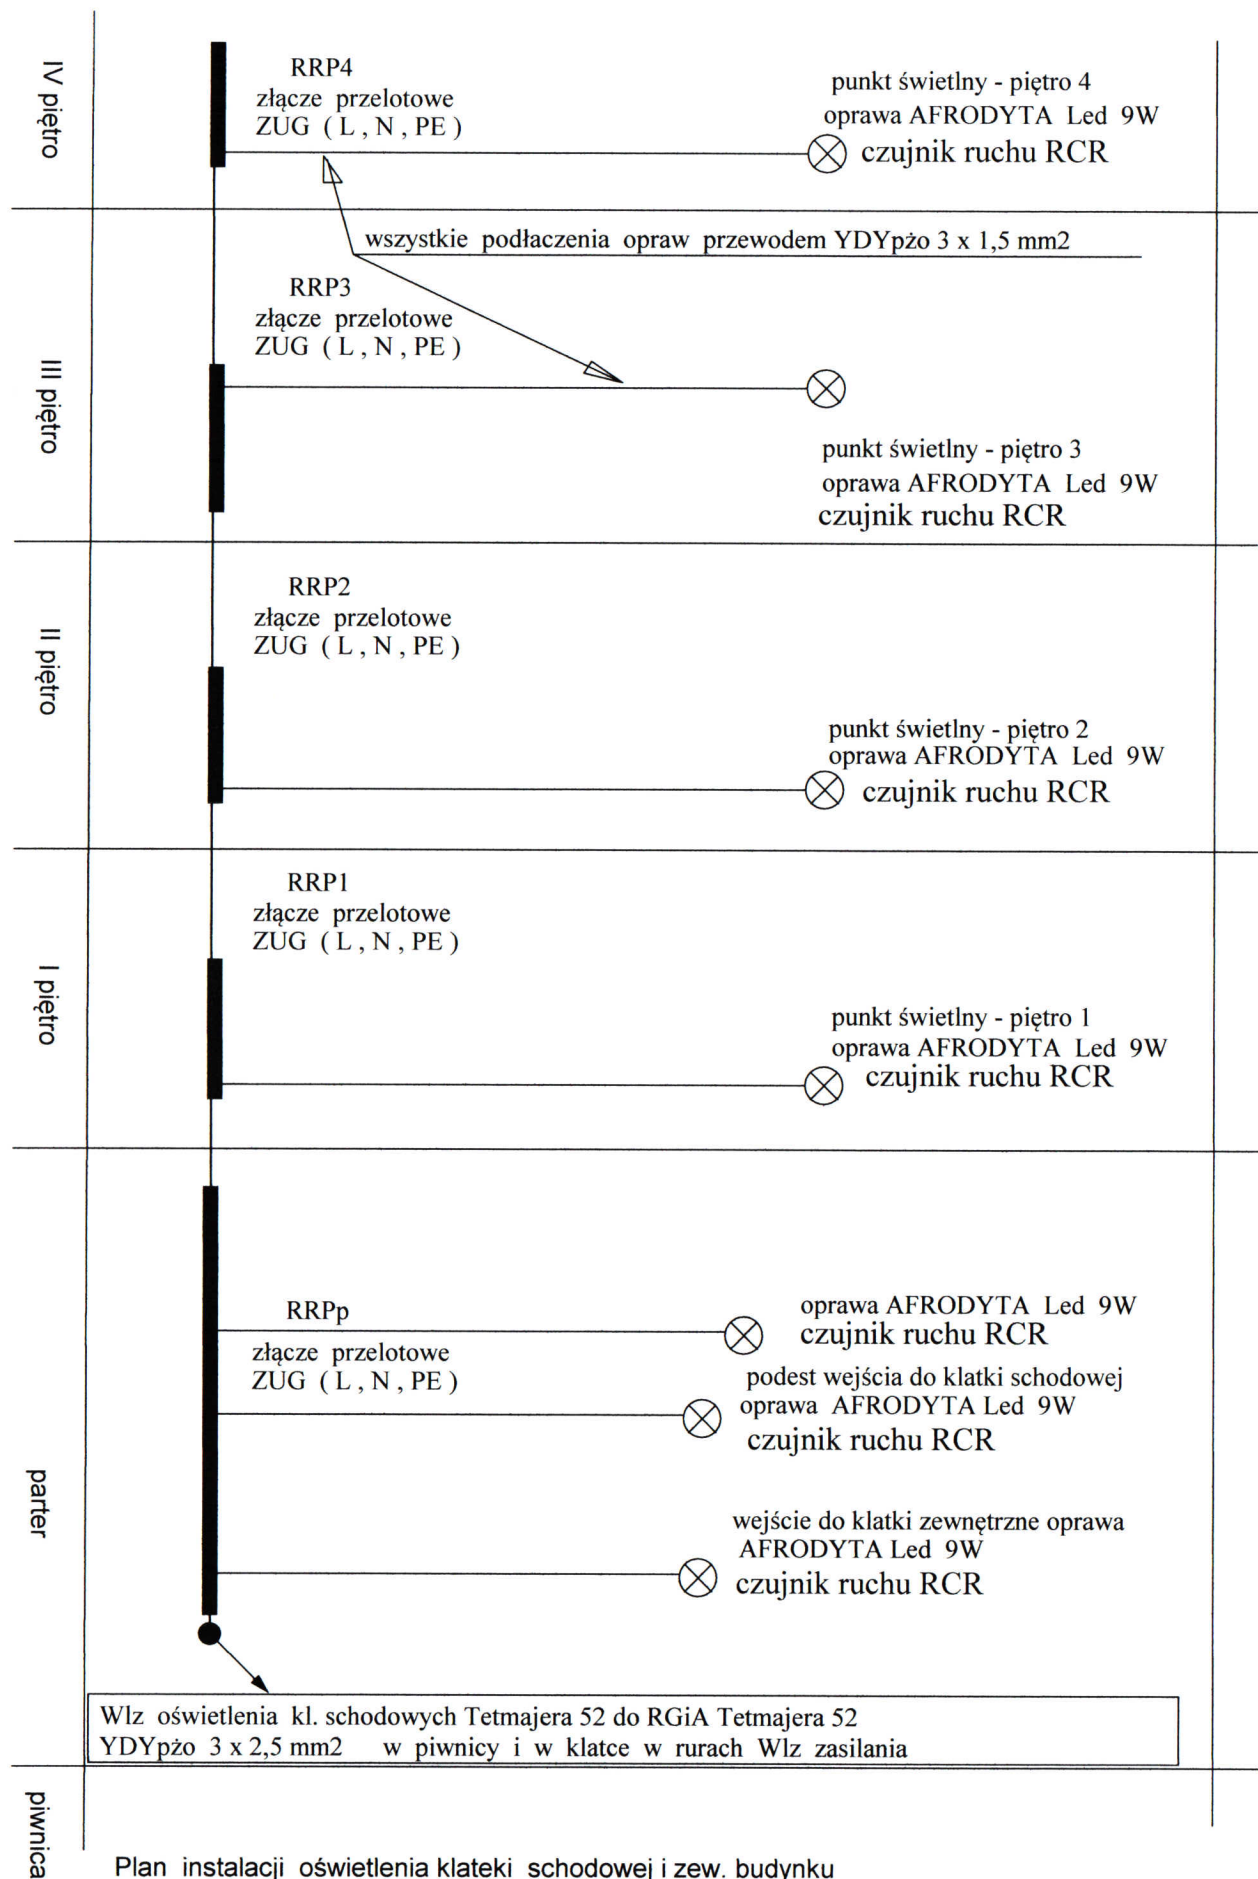 IV piętro
RRP4
złącze przelotowe
ZUG ( L , N , PE )
punkt świetlny - piętro 4
oprawa AFRODYTA Led 9W
czujnik ruchu RCR
wszystkie podłaczenia opraw przewodem YDYpżo 3 x 1,5 mm2
III piętro
RRP3
złącze przelotowe
ZUG ( L , N , PE )
punkt świetlny - piętro 3
oprawa AFRODYTA Led 9W
czujnik ruchu RCR
II piętro
RRP2
złącze przelotowe
ZUG ( L , N , PE )
punkt świetlny - piętro 2
oprawa AFRODYTA Led 9W
czujnik ruchu RCR
I piętro
RRP1
złącze przelotowe
ZUG ( L , N , PE )
punkt świetlny - piętro 1
oprawa AFRODYTA Led 9W
czujnik ruchu RCR
parter
RRPp
złącze przelotowe
ZUG ( L , N , PE )
oprawa AFRODYTA Led 9W
czujnik ruchu RCR
podest wejścia do klatki schodowej
oprawa AFRODYTA Led 9W
czujnik ruchu RCR
wejście do klatki zewnętrzne oprawa
AFRODYTA Led 9W
czujnik ruchu RCR
Wlz oświetlenia kl. schodowych Tetmajera 52 do RGiA Tetmajera 52
YDYpżo 3 x 2,5 mm2 w piwnicy i w klatce w rurach Wlz zasilania
piwnica
Plan instalacji oświetlenia klateki schodowej i zew. budynku